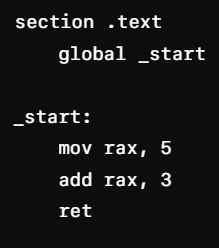 section .text
    global _start

_start:
    mov rax, 5
    add rax, 3
    ret